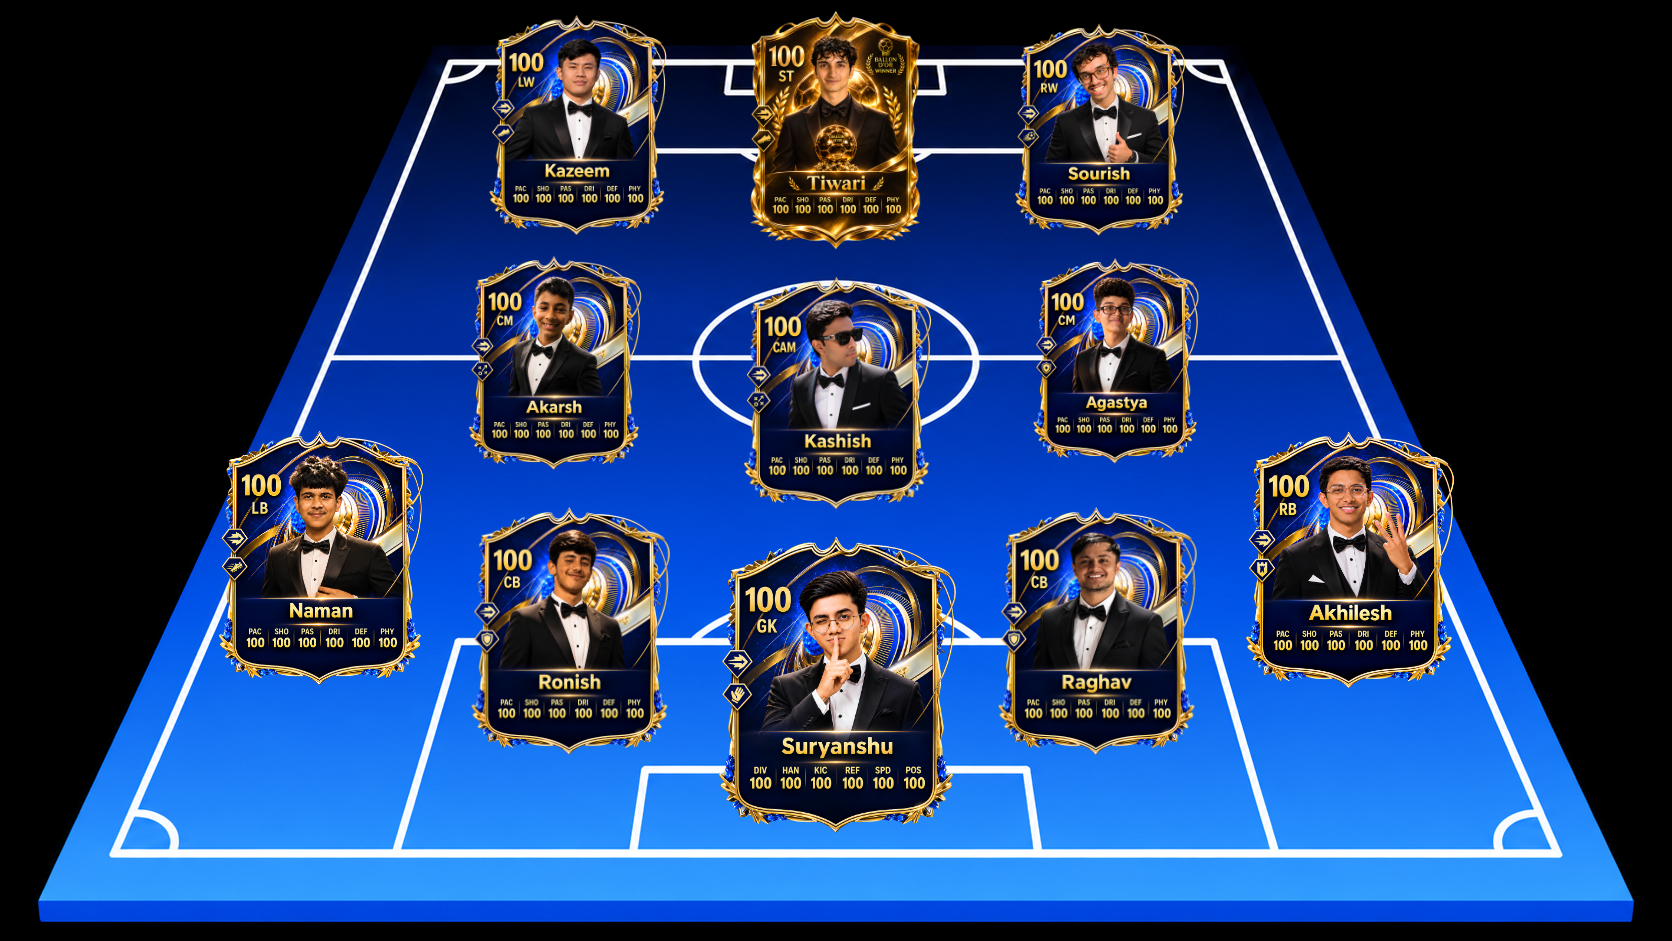 100
LW
Kazeem
PAC SHO PAS DRI DEF PHY
100 100 100 100 100 100
100
ST
BALLON
D'OR
WINNER
Tiwari
PAC SHO PAS DRI DEF PHY
100 100 100 100 100 100
100
RW
Sourish
PAC SHO PAS DRI DEF PHY
100 100 100 100 100 100
100
CM
Akarsh
PAC SHO PAS DRI DEF PHY
100 100 100 100 100 100
100
CAM
Kashish
PAC SHO PAS DRI DEF PHY
100 100 100 100 100 100
100
CM
Agastya
PAC SHO PAS DRI DEF PHY
100 100 100 100 100 100
100
LB
Naman
PAC SHO PAS DRI DEF PHY
100 100 100 100 100 100
100
CB
Ronish
PAC SHO PAS DRI DEF PHY
100 100 100 100 100 100
100
GK
Suryanshu
DIV HAN KIC REF SPD POS
100 100 100 100 100 100
100
CB
Raghav
PAC SHO PAS DRI DEF PHY
100 100 100 100 100 100
100
RB
Akhilesh
PAC SHO PAS DRI DEF PHY
100 100 100 100 100 100